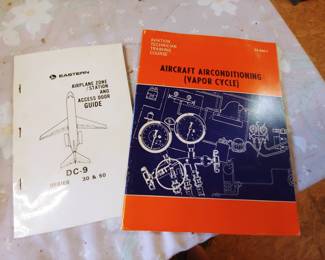 EASTERN
AIRPLANE ZONE
/STATION
AND
ACCESS DOOR
GUIDE
DC-9
SERIES 30 & 50
AVIATION
TECHNICIAN
TRAINING
COURSE
AIRCRAFT AIRCONDITIONING
(VAPOR CYCLE)